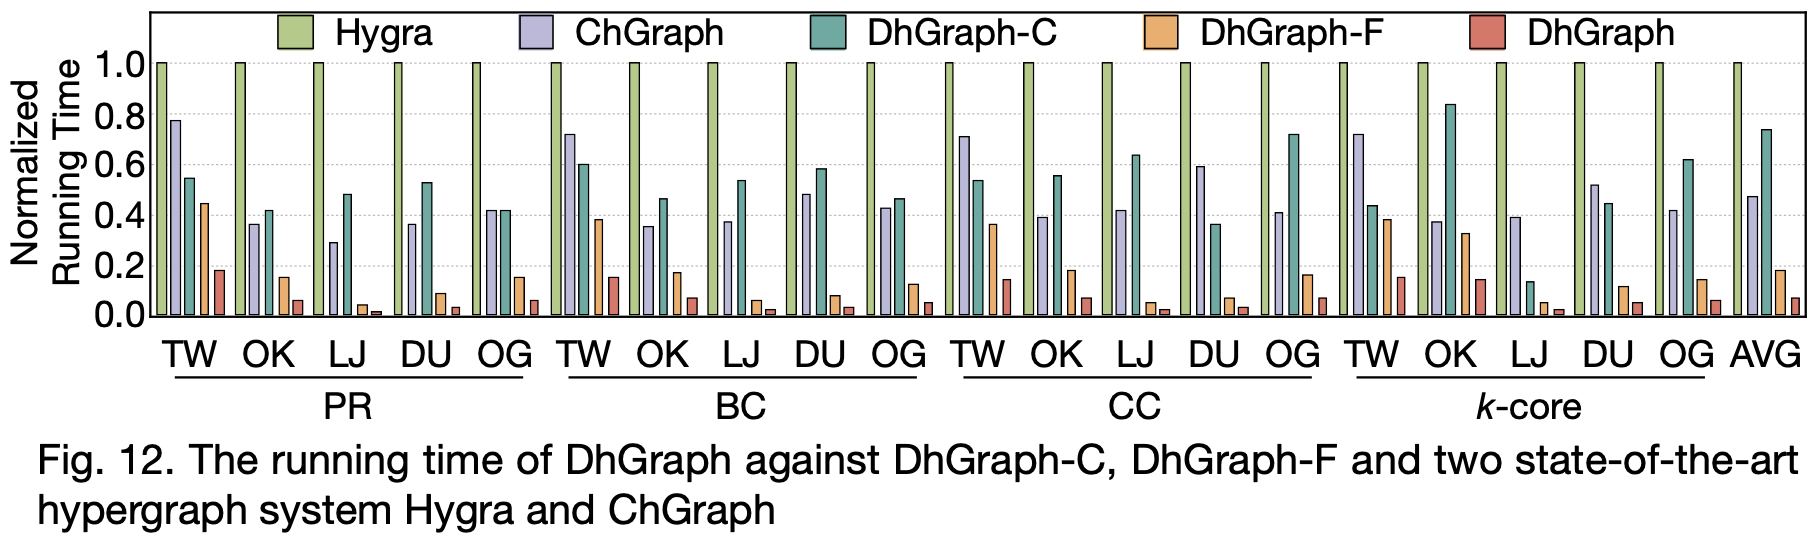 Hygra ChGraph DhGraph-C DhGraph-F DhGraph
Normalized
Running Time
1.0
0.8
0.6
0.4
0.2
0.0
TW OK LJ DU OG TW OK LJ DU OG TW OK LJ DU OG TW OK LJ DU OG AVG
PR BC CC k-core
Fig. 12. The running time of DhGraph against DhGraph-C, DhGraph-F and two state-of-the-art
hypergraph system Hygra and ChGraph